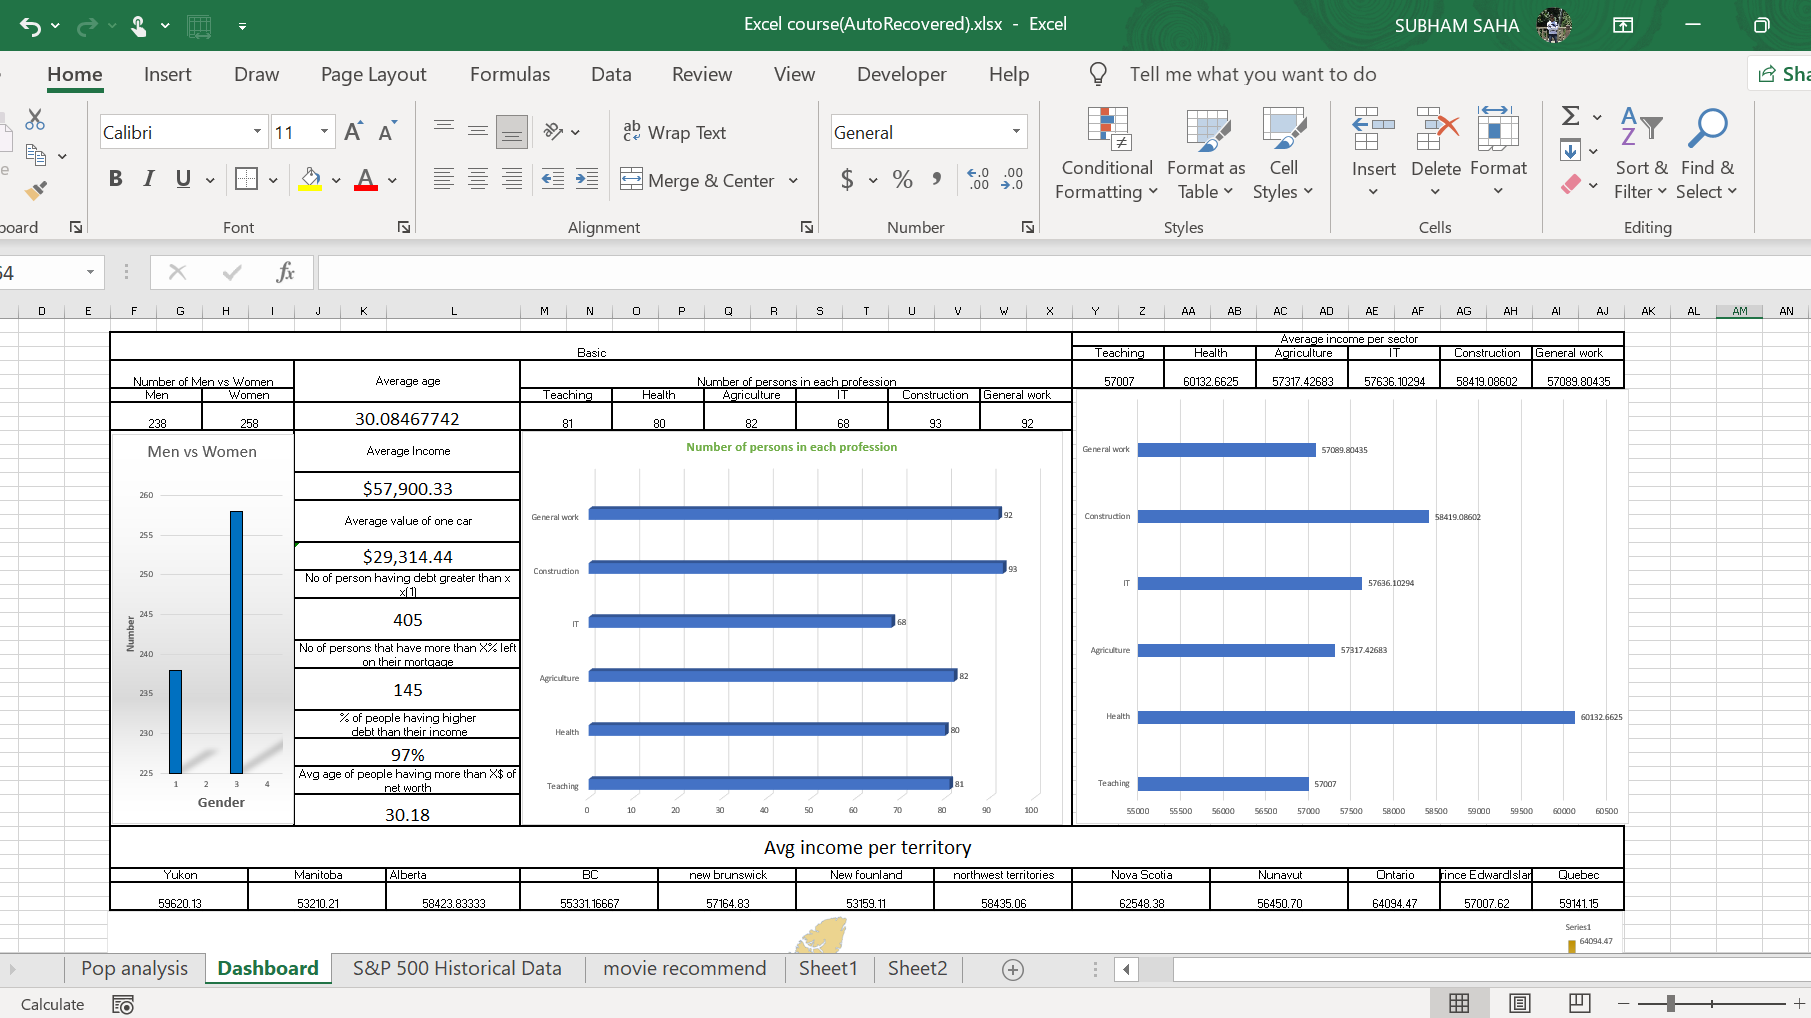 Excel course(AutoRecovered).xlsx - Excel
SUBHAM SAHA
Home Insert Draw Page Layout Formulas Data Review View Developer Help Tell me what you want to do
Calibri 11 A A ab c Wrap Text General
Conditional Formatting Format as Table Cell Styles Insert Delete Format Sort & Filter Find & Select
B I U A Merge & Center $ % , .0 .00 .00 .0
Font Alignment Number Styles Cells Editing
fx
D E F G H I J K L M N O P Q R S T U V W X Y Z AA AB AC AD AE AF AG AH AI AJ AK AL AM AN
Basic
Average income per sector
Teaching Health Agriculture IT Construction General work
57007 60132.6625 57317.42683 57636.10294 58419.08602 57089.80435
Number of Men vs Women
Men Women
238 258
Average age
30.08467742
Number of persons in each profession
Teaching Health Agriculture IT Construction General work
81 80 82 68 93 92
Men vs Women
260
255
250
245
240
235
230
225
Number
1 2 3 4
Gender
Average Income
$57,900.33
Average value of one car
$29,314.44
No of person having debt greater than x
x(1)
405
No of persons that have more than X% left
on their mortgage
145
% of people having higher
debt than their income
97%
Avg age of people having more than X$ of
net worth
30.18
Number of persons in each profession
General work 92
Construction 93
IT 68
Agriculture 82
Health 80
Teaching 81
0 10 20 30 40 50 60 70 80 90 100
General work 57089.80435
Construction 58419.08602
IT 57636.10294
Agriculture 57317.42683
Health 60132.6625
Teaching 57007
55000 55500 56000 56500 57000 57500 58000 58500 59000 59500 60000 60500
Avg income per territory
Yukon Manitoba Alberta BC new brunswick New founland northwest territories Nova Scotia Nunavut Ontario rince EdwardIslan Quebec
59620.13 53210.21 58423.83333 55331.16667 57164.83 53159.11 58435.06 62548.38 56450.70 64094.47 57007.62 59141.15
Series1
64094.47
Pop analysis Dashboard S&P 500 Historical Data movie recommend Sheet1 Sheet2
Calculate